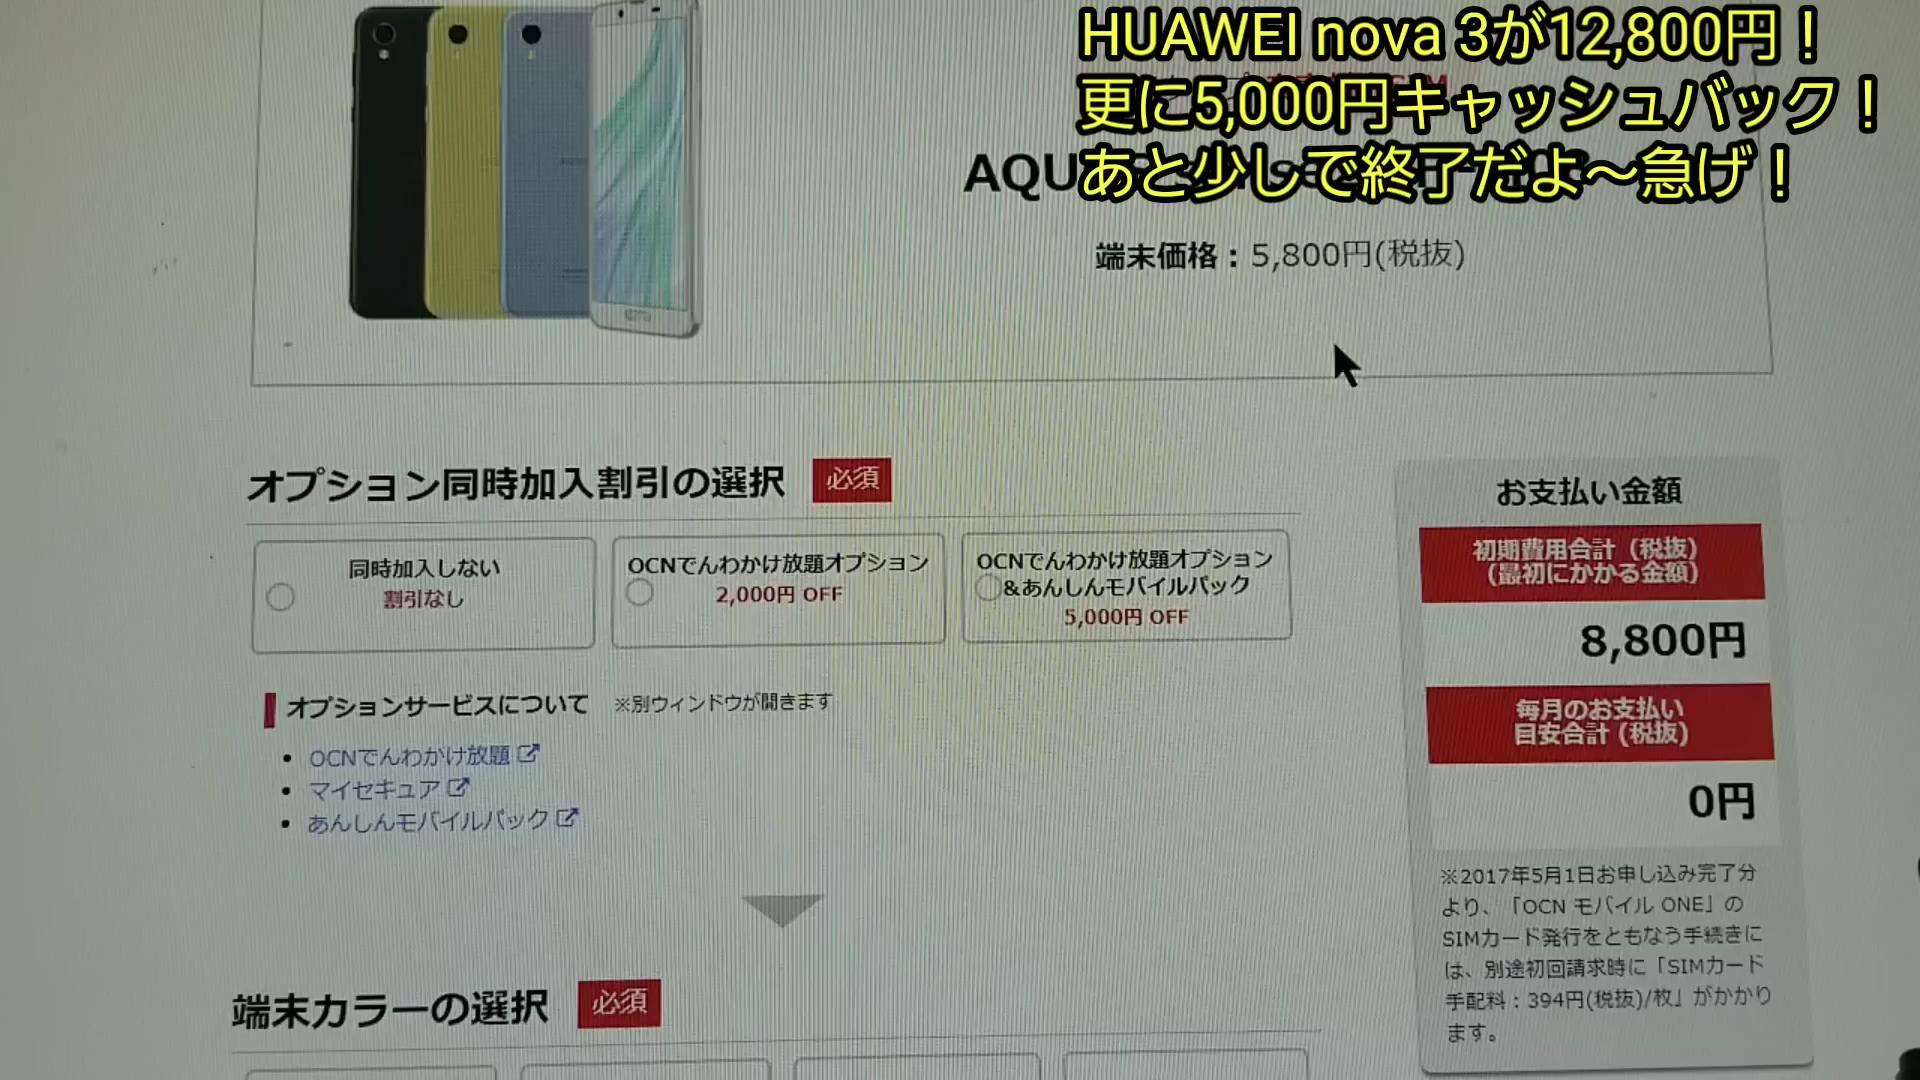 HUAWEI nova 3が12,800円！
更に5,000円キャッシュバック！
あと少しで終了だよ～急げ！
AQU
端末価格：5,800円(税抜)
オプション同時加入割引の選択 必須
同時加入しない
割引なし
OCNでんわかけ放題オプション
2,000円 OFF
OCNでんわかけ放題オプション
&あんしんモバイルパック
5,000円 OFF
オプションサービスについて ※別ウィンドウが開きます
OCNでんわかけ放題
マイセキュア
あんしんモバイルパック
端末カラーの選択 必須
お支払い金額
初期費用合計（税抜）
（最初にかかる金額）
8,800円
毎月のお支払い
目安合計 (税抜)
0円
※2017年5月1日お申し込み完了分
より、「OCN モバイル ONE」の
SIMカード発行をともなう手続きに
は、別途初回請求時に「SIMカード
手配料：394円(税抜)/枚」がかかり
ます。